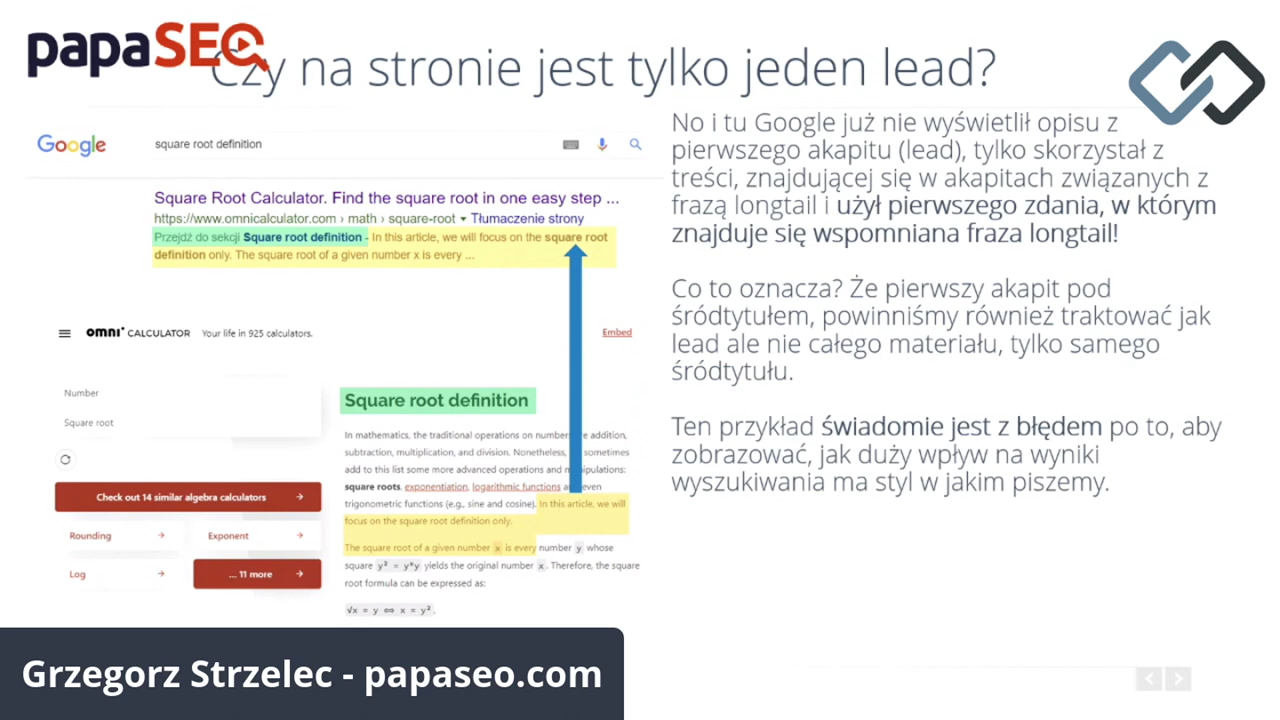 papaSEO
Czy na stronie jest tylko jeden lead?
Google
square root definition
Square Root Calculator. Find the square root in one easy step ...
https://www.omnicalculator.com › math › square-root ▾ Tłumaczenie strony
Przejdź do sekcji Square root definition - In this article, we will focus on the square root
definition only. The square root of a given number x is every ...
omni CALCULATOR Your life in 925 calculators. Embed
Number
Square root
Check out 14 similar algebra calculators →
Rounding → Exponent →
Log → ... 11 more →
Square root definition
In mathematics, the traditional operations on numbers are addition,
subtraction, multiplication, and division. Nonetheless, sometimes
add to this list some more advanced operations and manipulations:
square roots, exponentiation, logarithmic functions and even
trigonometric functions (e.g., sine and cosine). In this article, we will
focus on the square root definition only.
The square root of a given number x is every number y whose
square y² = y*y yields the original number x. Therefore, the square
root formula can be expressed as:
√x = y ⟺ x = y².
No i tu Google już nie wyświetlił opisu z
pierwszego akapitu (lead), tylko skorzystał z
treści, znajdującej się w akapitach związanych z
frazą longtail i użył pierwszego zdania, w którym
znajduje się wspomniana fraza longtail!
Co to oznacza? Że pierwszy akapit pod
śródtytułem, powinniśmy również traktować jak
lead ale nie całego materiału, tylko samego
śródtytułu.
Ten przykład świadomie jest z błędem po to, aby
zobrazować, jak duży wpływ na wyniki
wyszukiwania ma styl w jakim piszemy.
Grzegorz Strzelec - papaseo.com